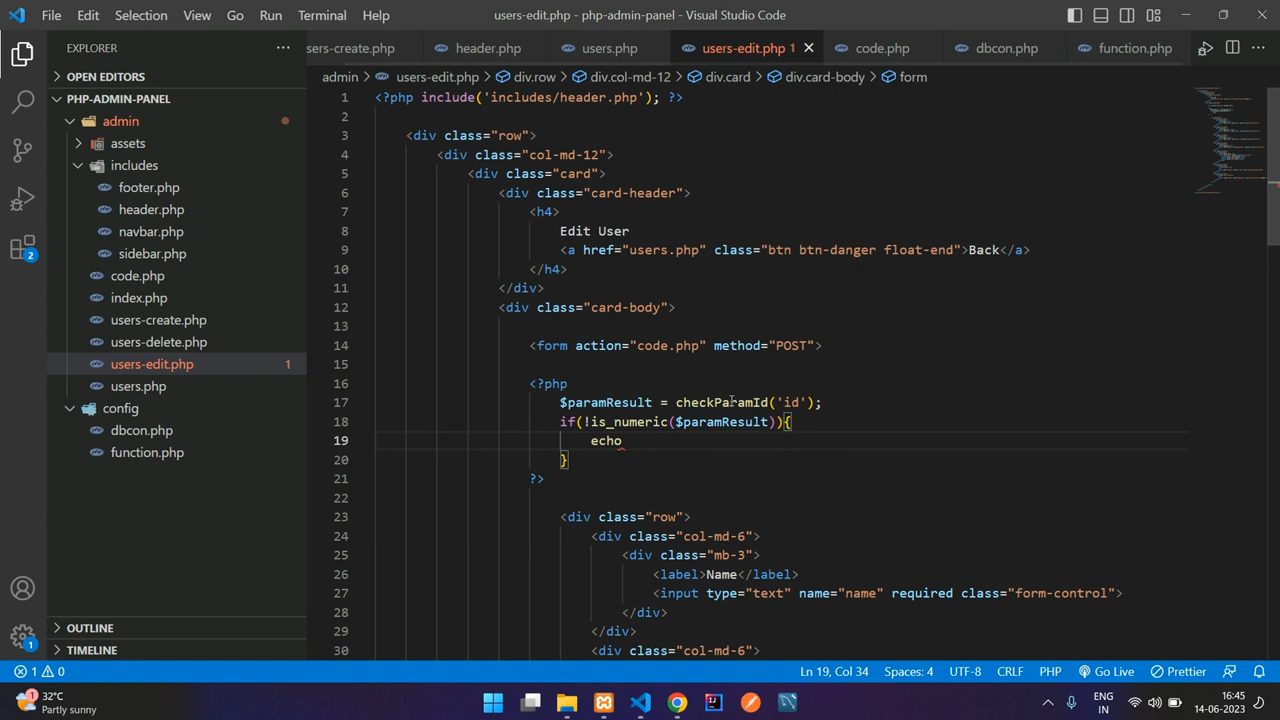 File Edit Selection View Go Run Terminal Help
users-edit.php - php-admin-panel - Visual Studio Code
EXPLORER
OPEN EDITORS
PHP-ADMIN-PANEL
admin
assets
includes
footer.php
header.php
navbar.php
sidebar.php
code.php
index.php
users-create.php
users-delete.php
users-edit.php 1
users.php
config
dbcon.php
function.php
OUTLINE
TIMELINE
sers-create.php header.php users.php users-edit.php 1 code.php dbcon.php function.php
admin > users-edit.php > div.row > div.col-md-12 > div.card > div.card-body > form
1 <?php include('includes/header.php'); ?>
2
3 <div class="row">
4 <div class="col-md-12">
5 <div class="card">
6 <div class="card-header">
7 <h4>
8 Edit User
9 <a href="users.php" class="btn btn-danger float-end">Back</a>
10 </h4>
11 </div>
12 <div class="card-body">
13
14 <form action="code.php" method="POST">
15
16 <?php
17 $paramResult = checkParamId('id');
18 if(!is_numeric($paramResult)){
19 echo
20 }
21 ?>
22
23 <div class="row">
24 <div class="col-md-6">
25 <div class="mb-3">
26 <label>Name</label>
27 <input type="text" name="name" required class="form-control">
28 </div>
29 </div>
30 <div class="col-md-6">
2
1
1 0 Ln 19, Col 34 Spaces: 4 UTF-8 CRLF PHP Go Live Prettier
1 32°C
Partly sunny
ENG
IN
16:45
14-06-2023